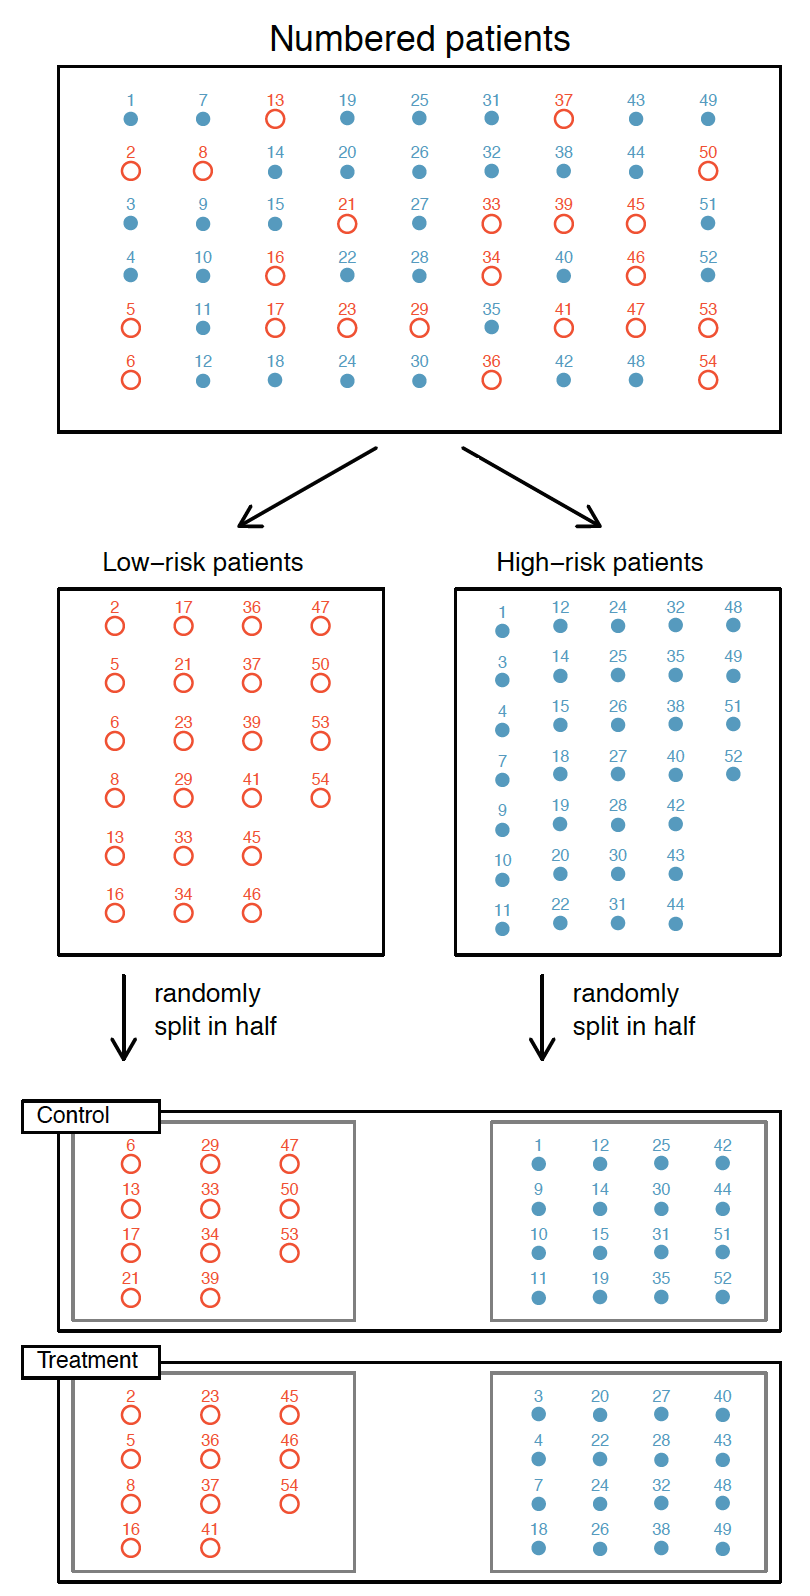 Numbered patients
1 7 13 19 25 31 37 43 49
2 8 14 20 26 32 38 44 50
3 9 15 21 27 33 39 45 51
4 10 16 22 28 34 40 46 52
5 11 17 23 29 35 41 47 53
6 12 18 24 30 36 42 48 54
Low−risk patients
2 17 36 47
5 21 37 50
6 23 39 53
8 29 41 54
13 33 45
16 34 46
High−risk patients
1 12 24 32 48
3 14 25 35 49
4 15 26 38 51
7 18 27 40 52
9 19 28 42
10 20 30 43
11 22 31 44
randomly
split in half
randomly
split in half
Control
6 29 47
13 33 50
17 34 53
21 39
1 12 25 42
9 14 30 44
10 15 31 51
11 19 35 52
Treatment
2 23 45
5 36 46
8 37 54
16 41
3 20 27 40
4 22 28 43
7 24 32 48
18 26 38 49